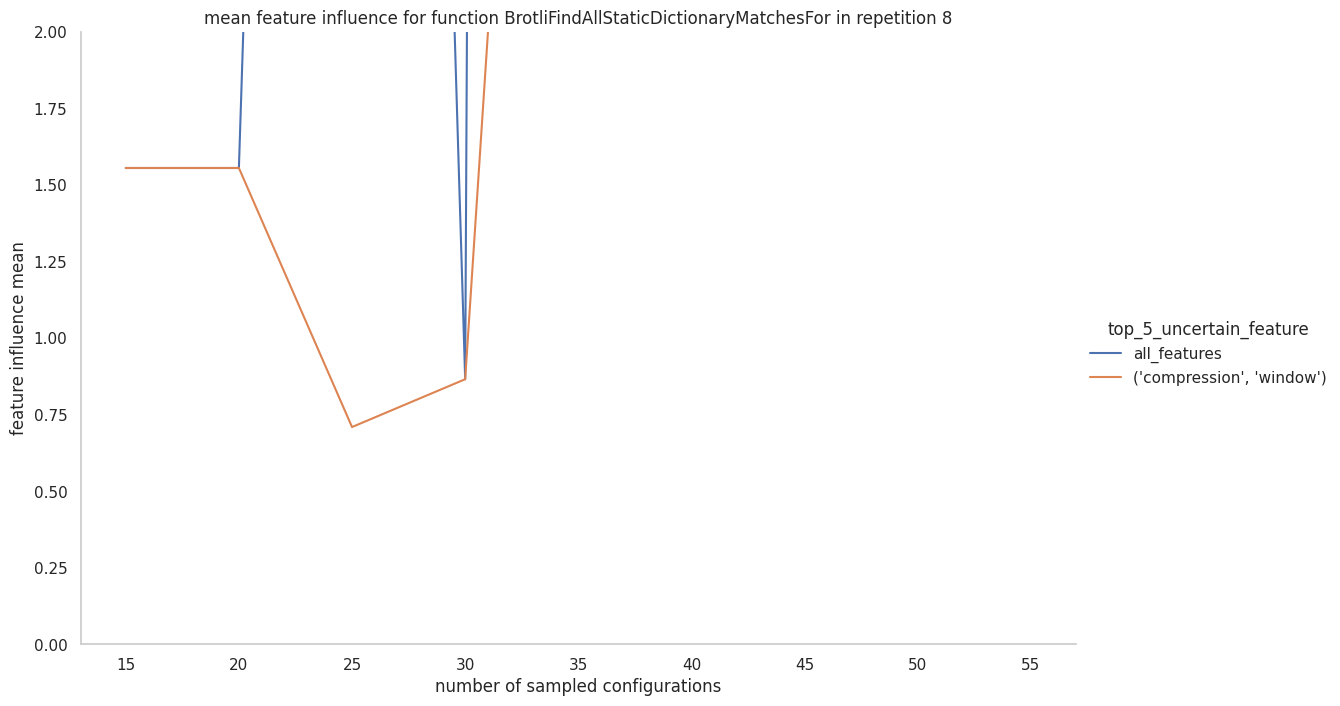 mean feature influence for function BrotliFindAllStaticDictionaryMatchesFor in repetition 8
2.00
1.75
1.50
1.25
1.00
0.75
0.50
0.25
0.00
feature influence mean
15 20 25 30 35 40 45 50 55
number of sampled configurations
top_5_uncertain_feature
all_features
('compression', 'window')